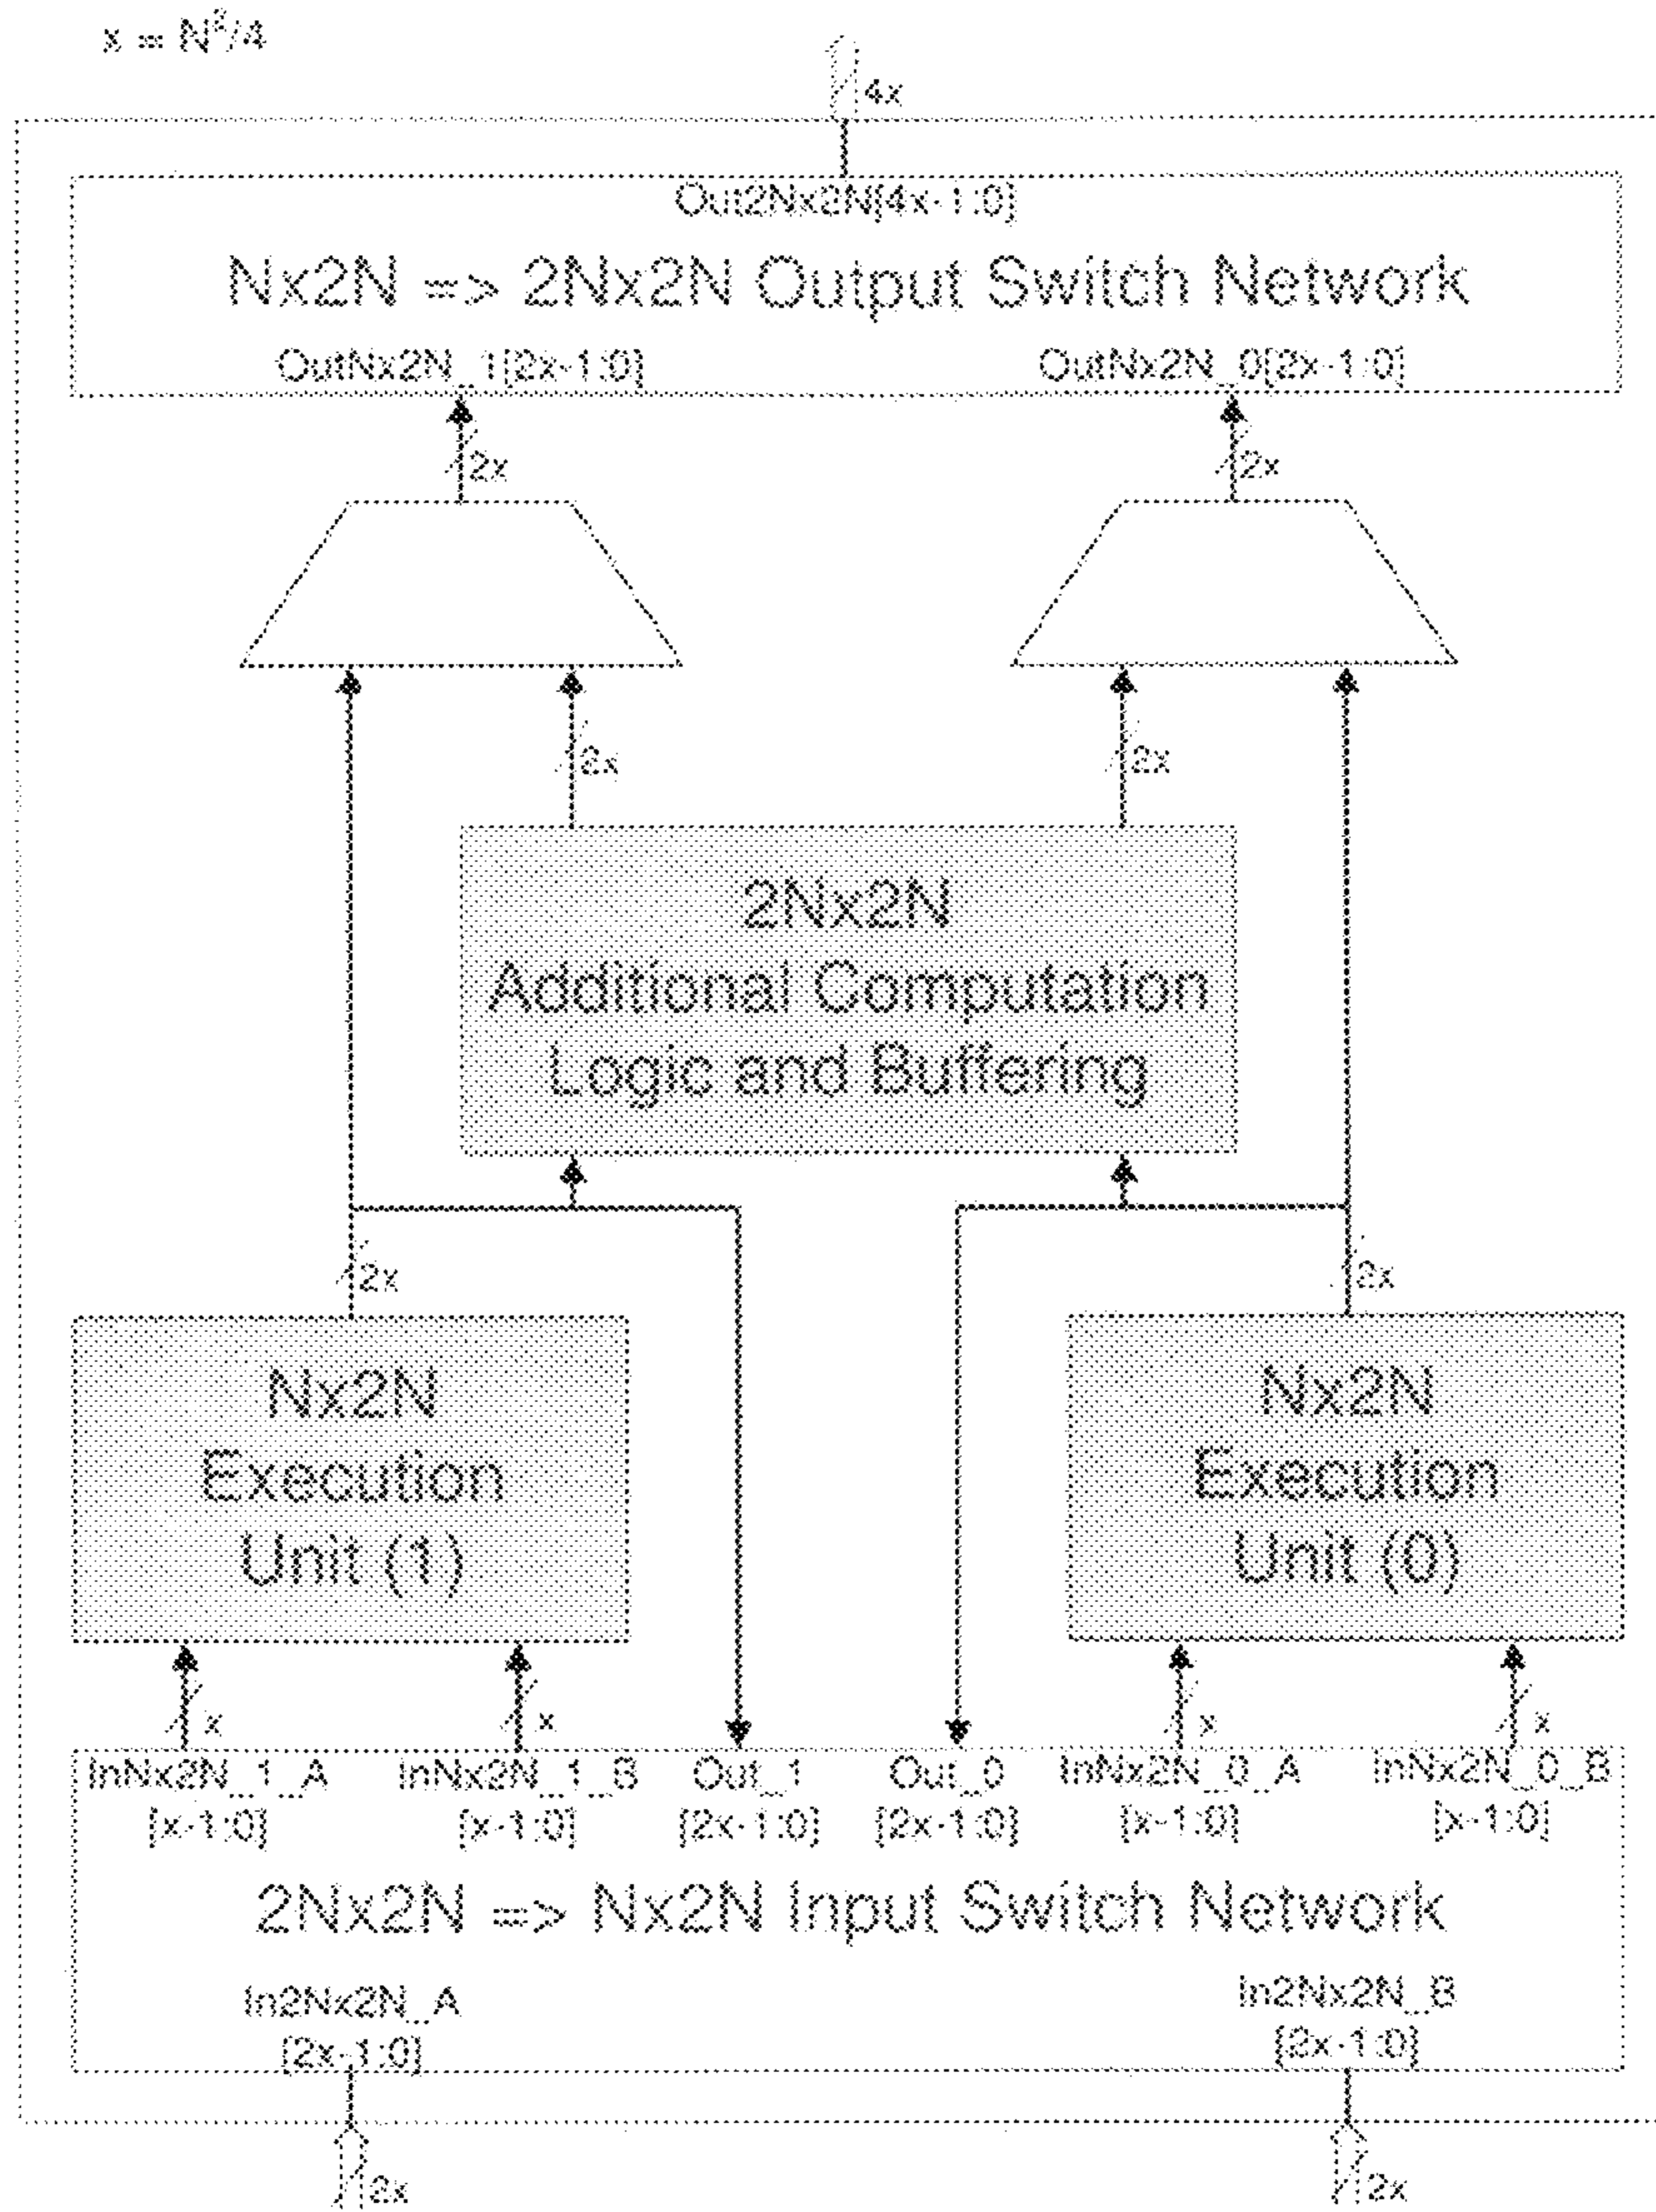 x = N²/4
4x
Out2Nx2N[4x-1:0]
Nx2N => 2Nx2N Output Switch Network
OutNx2N_1[2x-1:0] OutNx2N_0[2x-1:0]
2x 2x
2x 2x
2Nx2N
Additional Computation
Logic and Buffering
2x 2x
Nx2N
Execution
Unit (1)
Nx2N
Execution
Unit (0)
x x x x
InNx2N_1_A InNx2N_1_B Out_1 Out_0 InNx2N_0_A InNx2N_0_B
[x-1:0] [x-1:0] [2x-1:0] [2x-1:0] [x-1:0] [x-1:0]
2Nx2N => Nx2N Input Switch Network
In2Nx2N_A In2Nx2N_B
[2x-1:0] [2x-1:0]
2x 2x